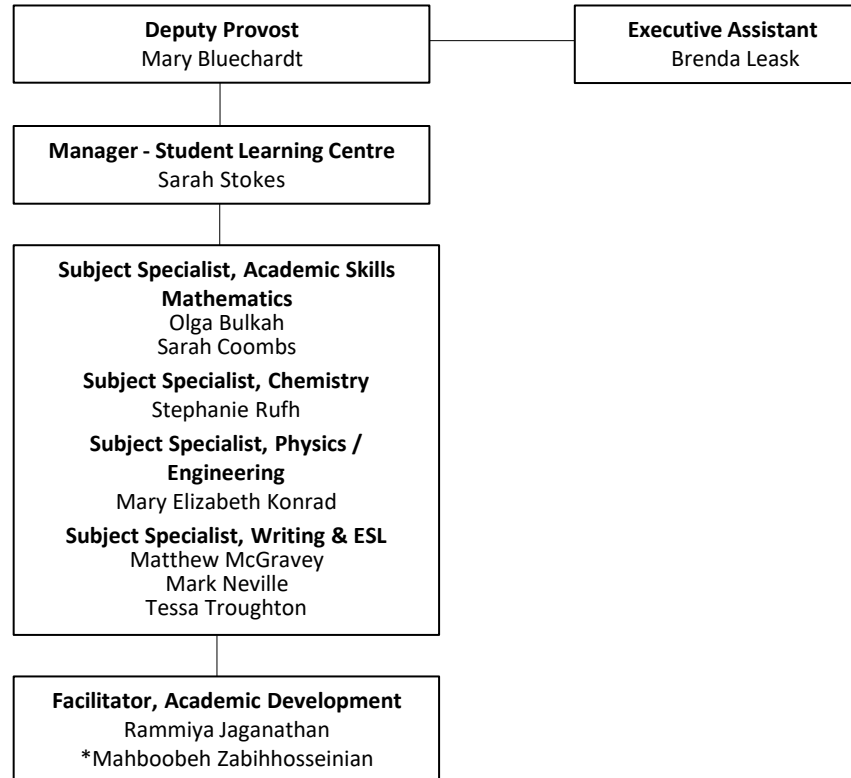 Deputy Provost
Mary Bluechardt
Executive Assistant
Brenda Leask
Manager - Student Learning Centre
Sarah Stokes
Subject Specialist, Academic Skills
Mathematics
Olga Bulkah
Sarah Coombs
Subject Specialist, Chemistry
Stephanie Rufh
Subject Specialist, Physics /
Engineering
Mary Elizabeth Konrad
Subject Specialist, Writing & ESL
Matthew McGravey
Mark Neville
Tessa Troughton
Facilitator, Academic Development
Rammiya Jaganathan
*Mahboobeh Zabihhosseinian